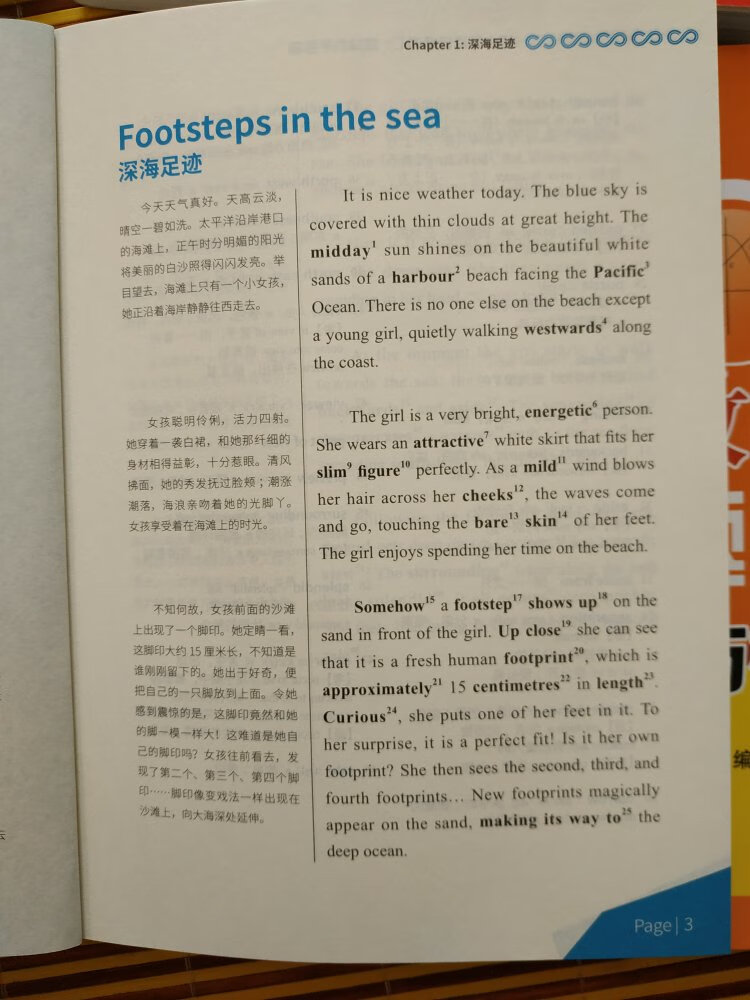 Chapter 1: 深海足迹
Footsteps in the sea
深海足迹
今天天气真好。天高云淡，
晴空一碧如洗。太平洋沿岸港口
的海滩上，正午时分明媚的阳光
将美丽的白沙照得闪闪发亮。举
目望去，海滩上只有一个小女孩，
她正沿着海岸静静往西走去。
It is nice weather today. The blue sky is
covered with thin clouds at great height. The
midday1 sun shines on the beautiful white
sands of a harbour2 beach facing the Pacific3
Ocean. There is no one else on the beach except
a young girl, quietly walking westwards4 along
the coast.
女孩聪明伶俐，活力四射。
她穿着一袭白裙，和她那纤细的
身材相得益彰，十分惹眼。清风
拂面，她的秀发抚过脸颊；潮涨
潮落，海浪亲吻着她的光脚丫。
女孩享受着在海滩上的时光。
The girl is a very bright, energetic6 person.
She wears an attractive7 white skirt that fits her
slim9 figure10 perfectly. As a mild11 wind blows
her hair across her cheeks12, the waves come
and go, touching the bare13 skin14 of her feet.
The girl enjoys spending her time on the beach.
不知何故，女孩前面的沙滩
上出现了一个脚印。她定睛一看，
这脚印大约 15 厘米长，不知道是
谁刚刚留下的。她出于好奇，便
把自己的一只脚放到上面。令她
感到震惊的是，这脚印竟然和她
的脚一模一样大！这难道是她自
己的脚印吗？女孩往前看去，发
现了第二个、第三个、第四个脚
印……脚印像变戏法一样出现在
沙滩上，向大海深处延伸。
Somehow15 a footstep17 shows up18 on the
sand in front of the girl. Up close19 she can see
that it is a fresh human footprint20, which is
approximately21 15 centimetres22 in length23.
Curious24, she puts one of her feet in it. To
her surprise, it is a perfect fit! Is it her own
footprint? She then sees the second, third, and
fourth footprints… New footprints magically
appear on the sand, making its way to25 the
deep ocean.
Page | 3
编